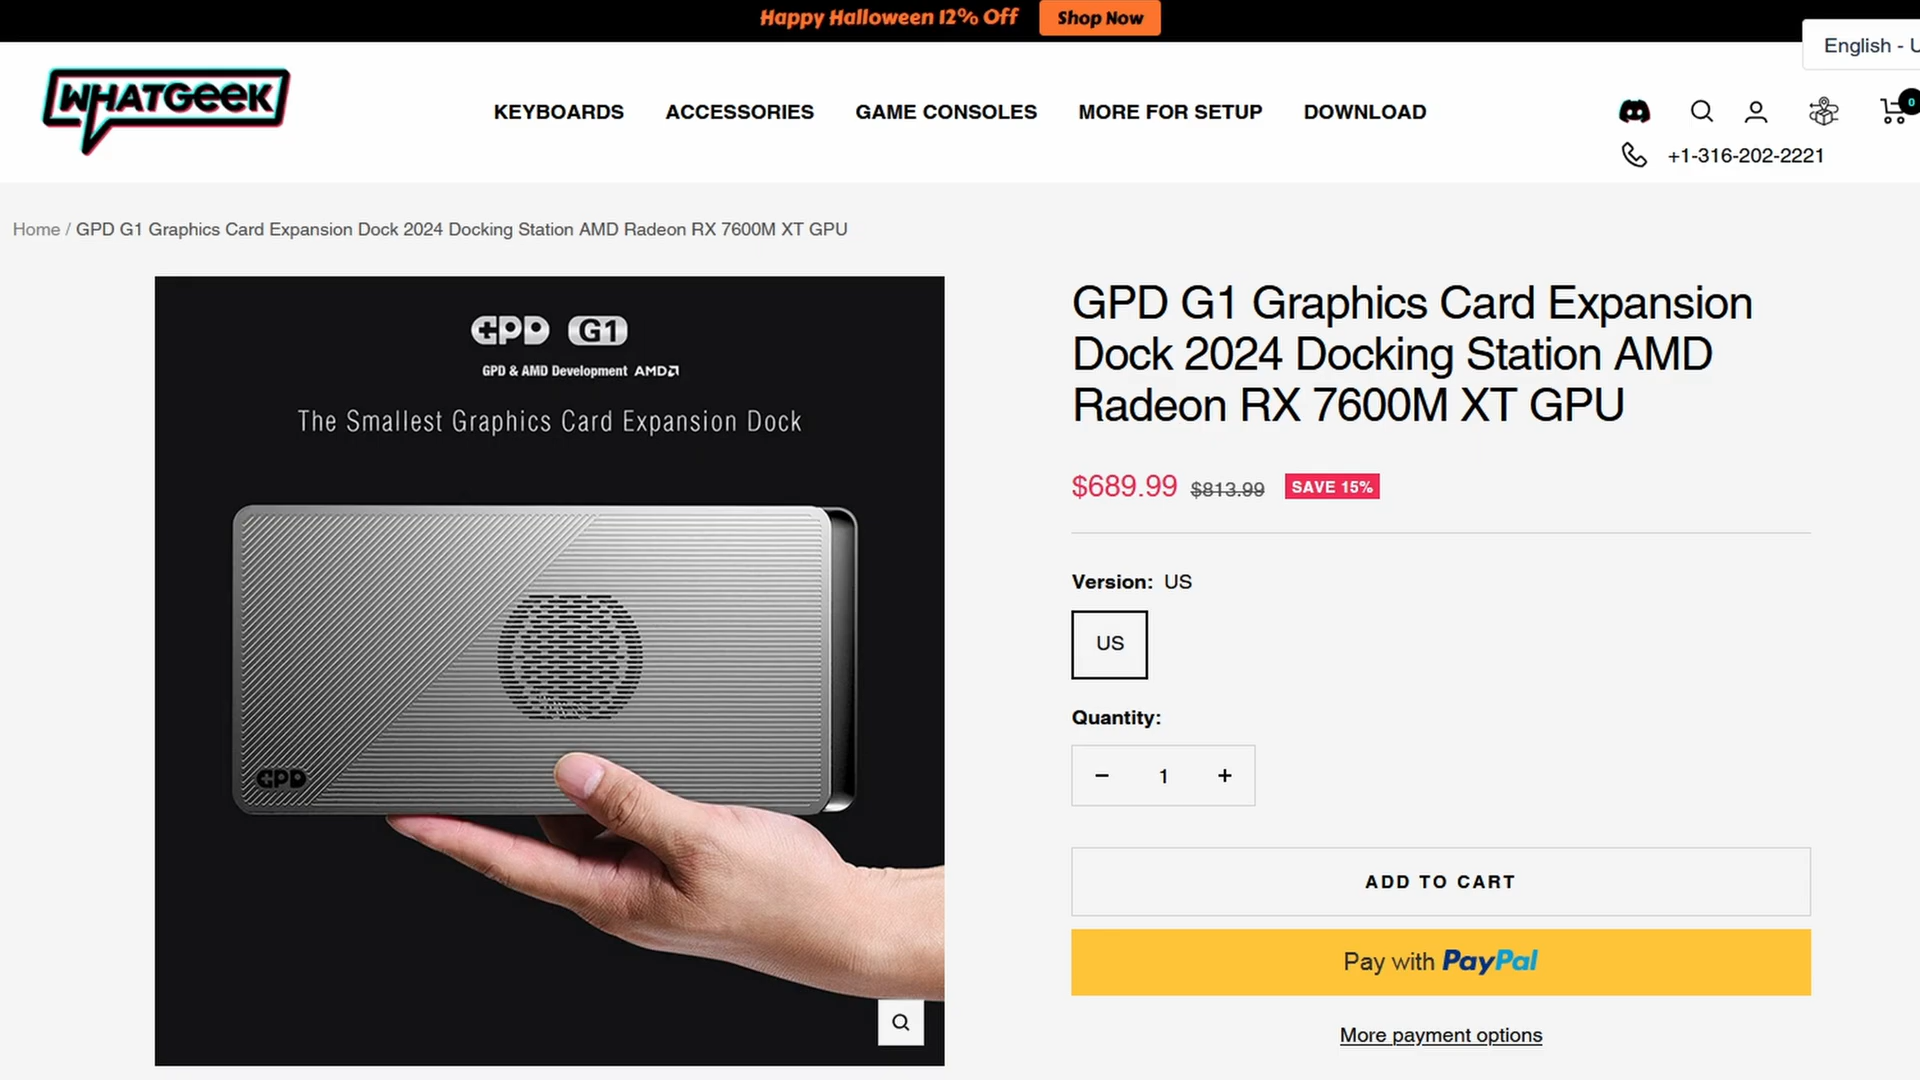 Happy Halloween 12% Off
Shop Now
English - U
WHATGEEK
KEYBOARDS
ACCESSORIES
GAME CONSOLES
MORE FOR SETUP
DOWNLOAD
0
+1-316-202-2221
Home / GPD G1 Graphics Card Expansion Dock 2024 Docking Station AMD Radeon RX 7600M XT GPU
GPD G1
GPD & AMD Development AMD
The Smallest Graphics Card Expansion Dock
GPD
GPD G1 Graphics Card Expansion
Dock 2024 Docking Station AMD
Radeon RX 7600M XT GPU
$689.99 $813.99 SAVE 15%
Version: US
US
Quantity:
− 1 +
ADD TO CART
Pay with PayPal
More payment options